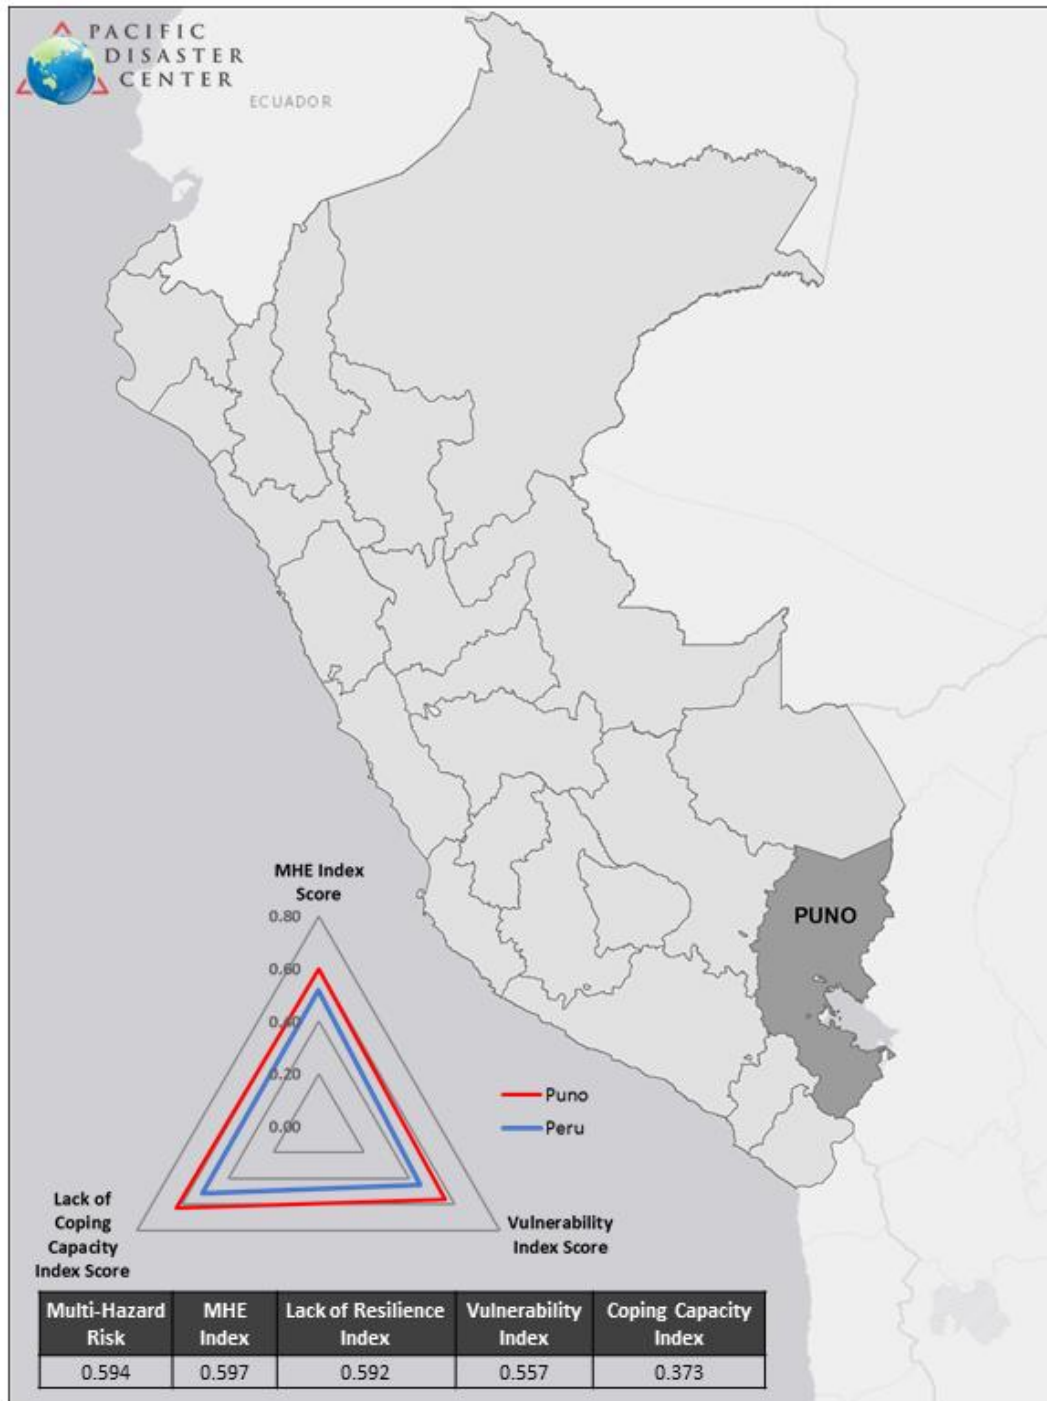 PACIFIC
DISASTER
CENTER
ECUADOR
PUNO
MHE Index
Score
0.80
0.60
0.40
0.20
0.00
Puno
Peru
Lack of
Coping
Capacity
Index Score
Vulnerability
Index Score
Multi-Hazard
Risk
MHE
Index
Lack of Resilience
Index
Vulnerability
Index
Coping Capacity
Index
0.594 0.597 0.592 0.557 0.373